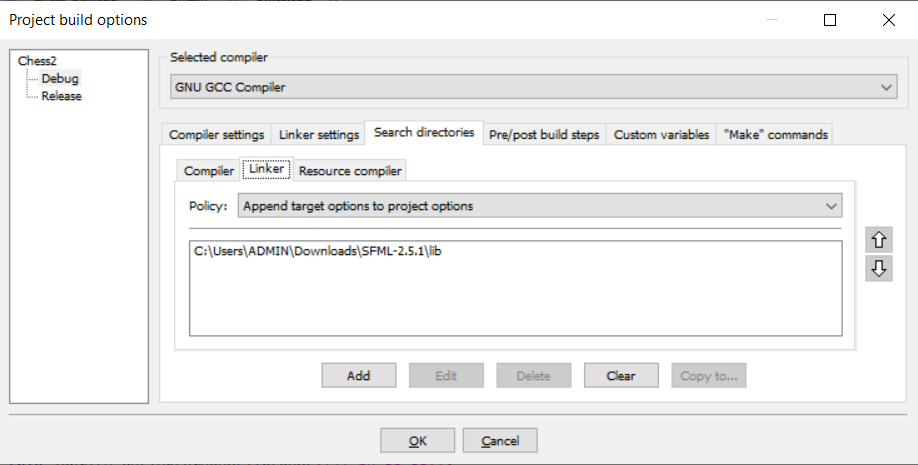 Project build options
Chess2
Debug
Release
Selected compiler
GNU GCC Compiler
Compiler settings Linker settings Search directories Pre/post build steps Custom variables "Make" commands
Compiler Linker Resource compiler
Policy: Append target options to project options
C:\Users\ADMIN\Downloads\SFML-2.5.1\lib
Add Edit Delete Clear Copy to...
OK Cancel